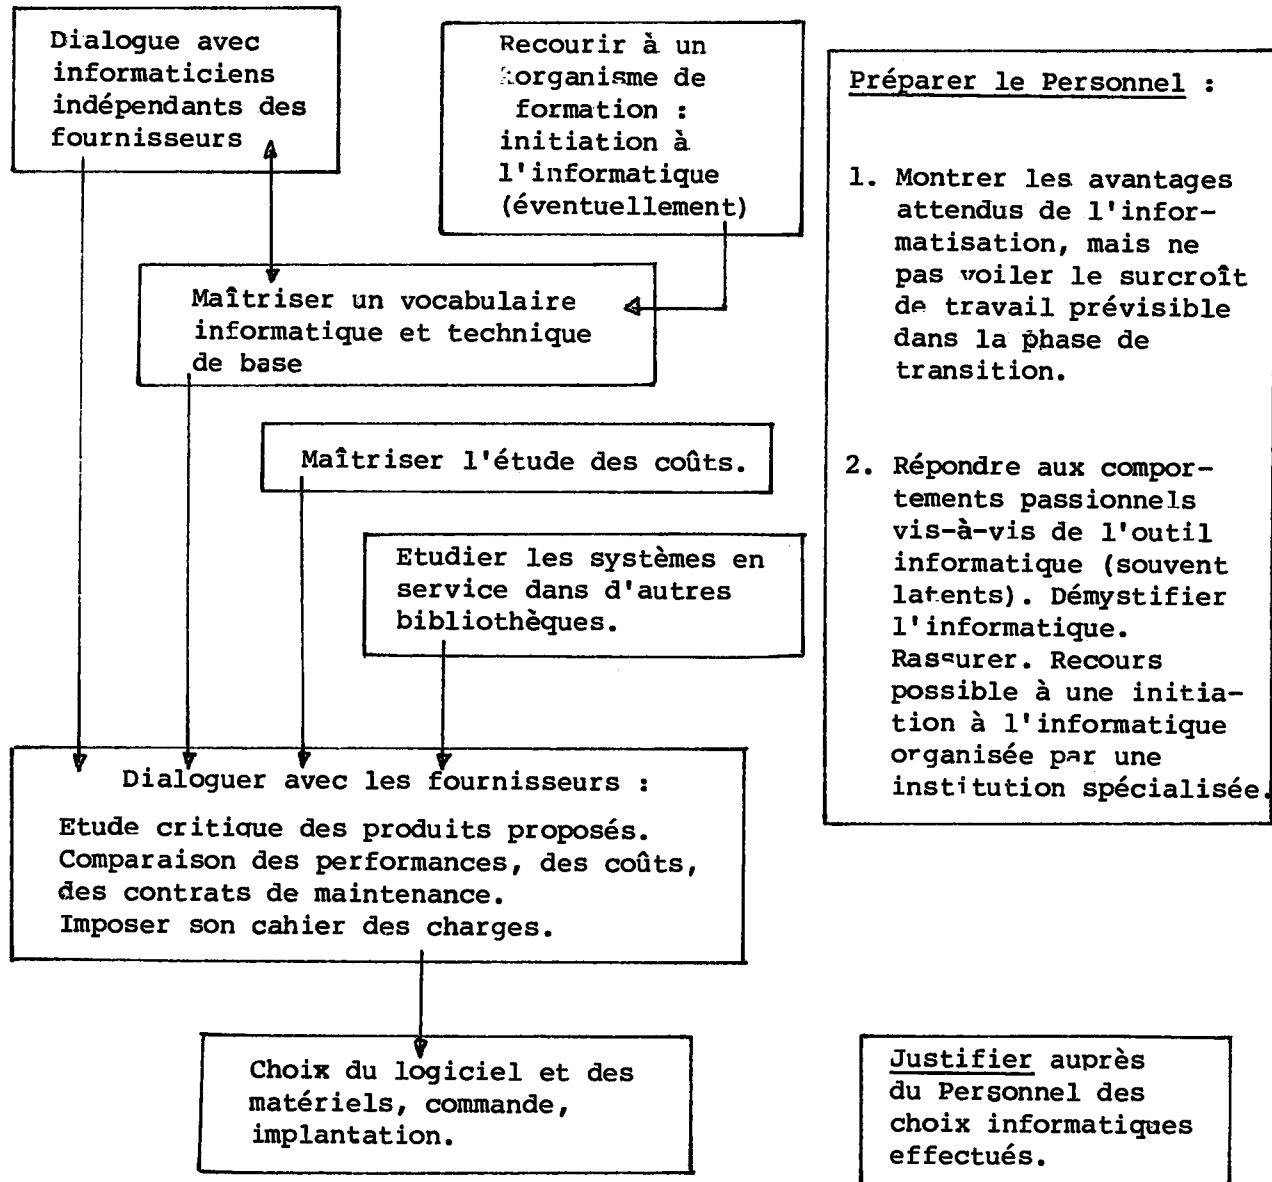 Dialogue avec
informaticiens
indépendants des
fournisseurs
Recourir à un
organisme de
formation :
initiation à
l'informatique
(éventuellement)
Maîtriser un vocabulaire
informatique et technique
de base
Maîtriser l'étude des coûts.
Etudier les systèmes en
service dans d'autres
bibliothèques.
Dialoguer avec les fournisseurs :
Etude critique des produits proposés.
Comparaison des performances, des coûts,
des contrats de maintenance.
Imposer son cahier des charges.
Choix du logiciel et des
matériels, commande,
implantation.
Préparer le Personnel :
1. Montrer les avantages
attendus de l'infor-
matisation, mais ne
pas voiler le surcroît
de travail prévisible
dans la phase de
transition.
2. Répondre aux compor-
tements passionnels
vis-à-vis de l'outil
informatique (souvent
latents). Démystifier
l'informatique.
Rassurer. Recours
possible à une initia-
tion à l'informatique
organisée par une
institution spécialisée.
Justifier auprès
du Personnel des
choix informatiques
effectués.